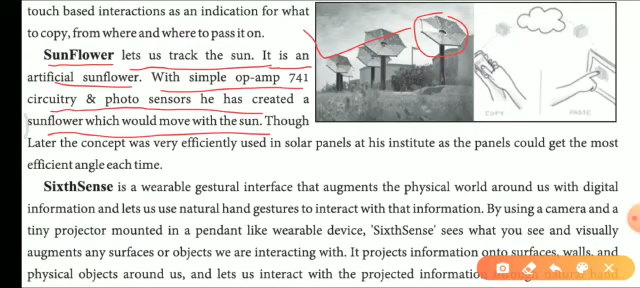 touch based interactions as an indication for what
to copy, from where and where to pass it on.
SunFlower lets us track the sun. It is an
artificial sunflower. With simple op-amp 741
circuitry & photo sensors he has created a
sunflower which would move with the sun. Though
Later the concept was very efficiently used in solar panels at his institute as the panels could get the most
efficient angle each time.
SixthSense is a wearable gestural interface that augments the physical world around us with digital
information and lets us use natural hand gestures to interact with that information. By using a camera and a
tiny projector mounted in a pendant like wearable device, 'SixthSense' sees what you see and visually
augments any surfaces or objects we are interacting with. It projects information onto surfaces, walls, and
physical objects around us, and lets us interact with the projected information through natural hand
COPY
PASTE